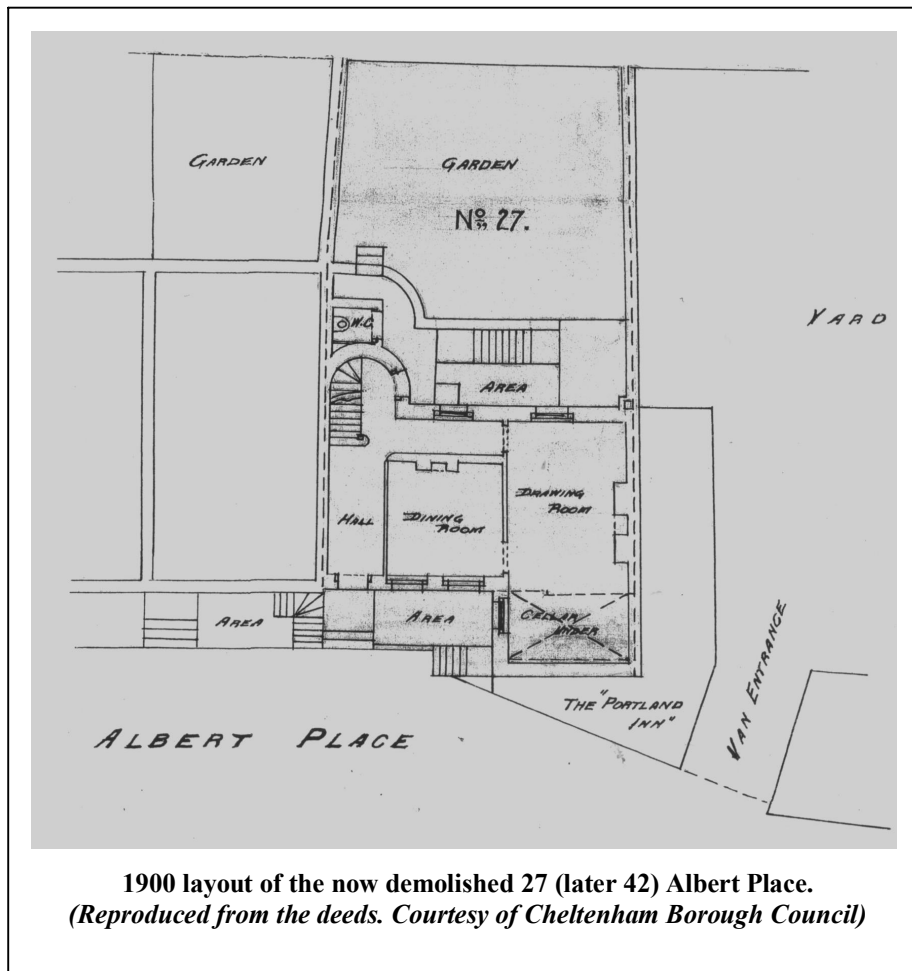 GARDEN
GARDEN
Nº 27.
YARD
W.C.
AREA
DRAWING
ROOM
HALL
DINING
ROOM
AREA
AREA
CELLAR
UNDER
THE "PORTLAND
INN"
VAN ENTRANCE
ALBERT PLACE
1900 layout of the now demolished 27 (later 42) Albert Place.
(Reproduced from the deeds. Courtesy of Cheltenham Borough Council)